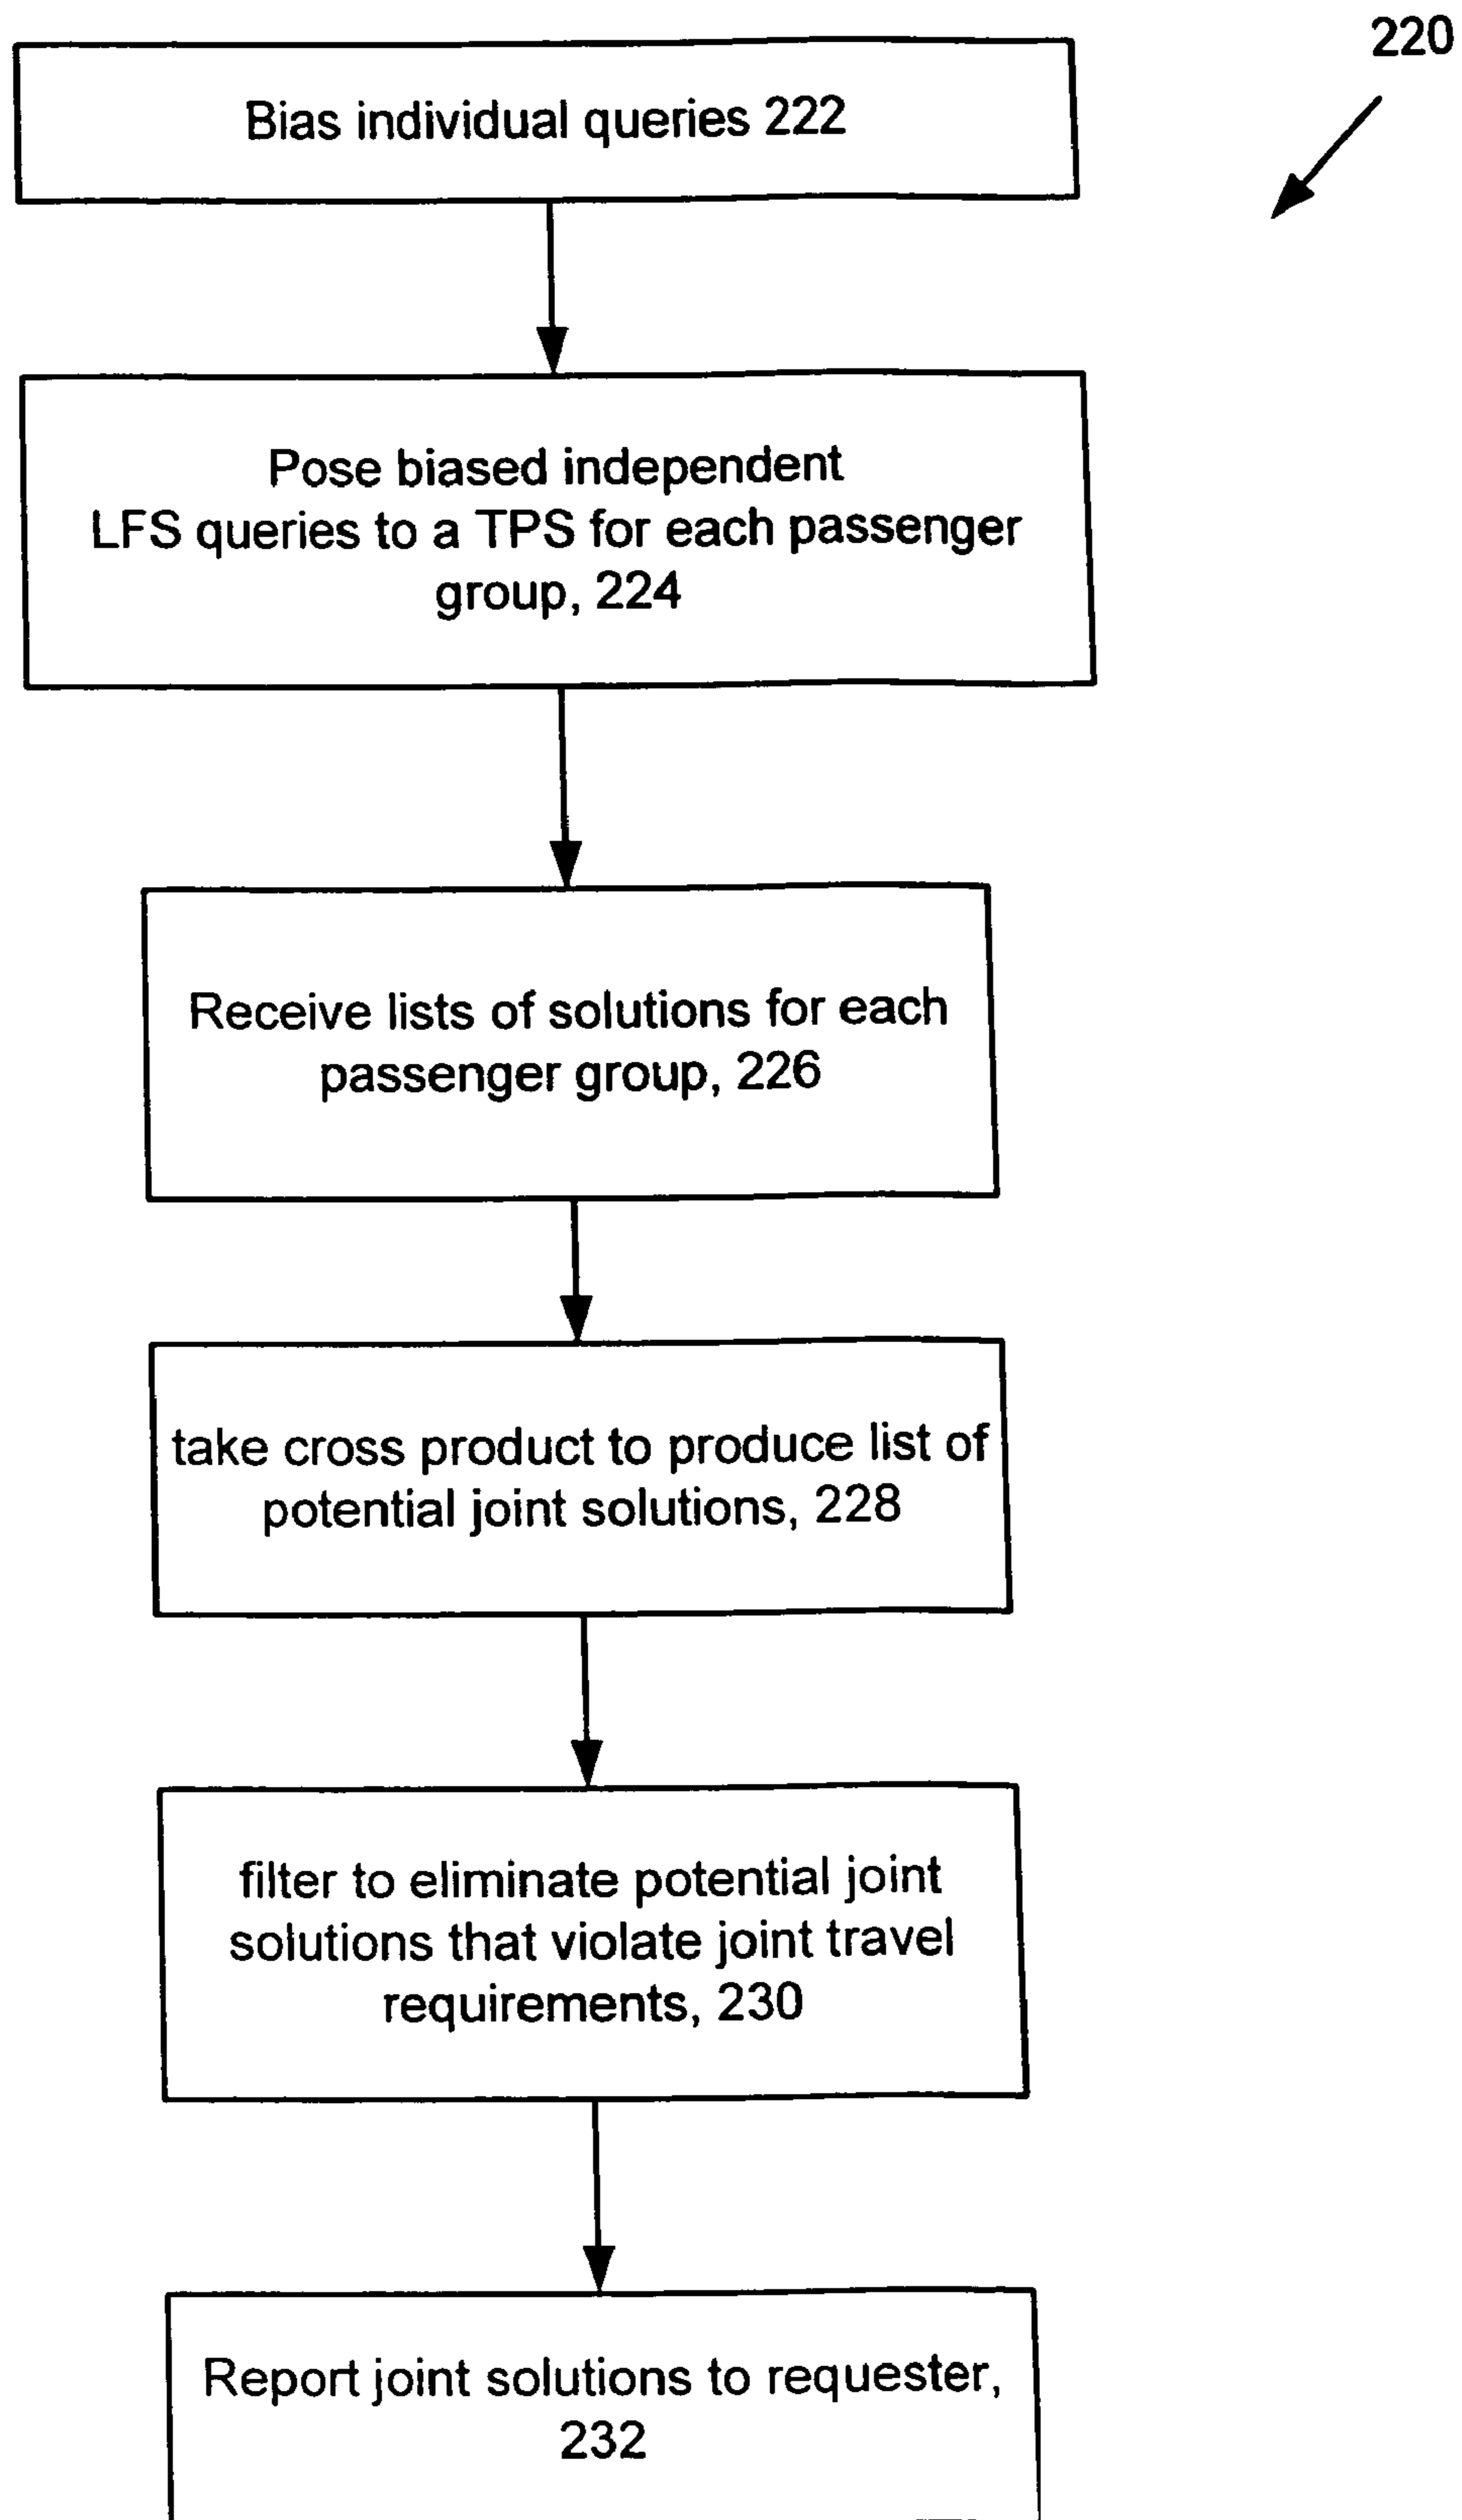 220
Bias individual queries 222
Pose biased independent
LFS queries to a TPS for each passenger
group, 224
Receive lists of solutions for each
passenger group, 226
take cross product to produce list of
potential joint solutions, 228
filter to eliminate potential joint
solutions that violate joint travel
requirements, 230
Report joint solutions to requester,
232